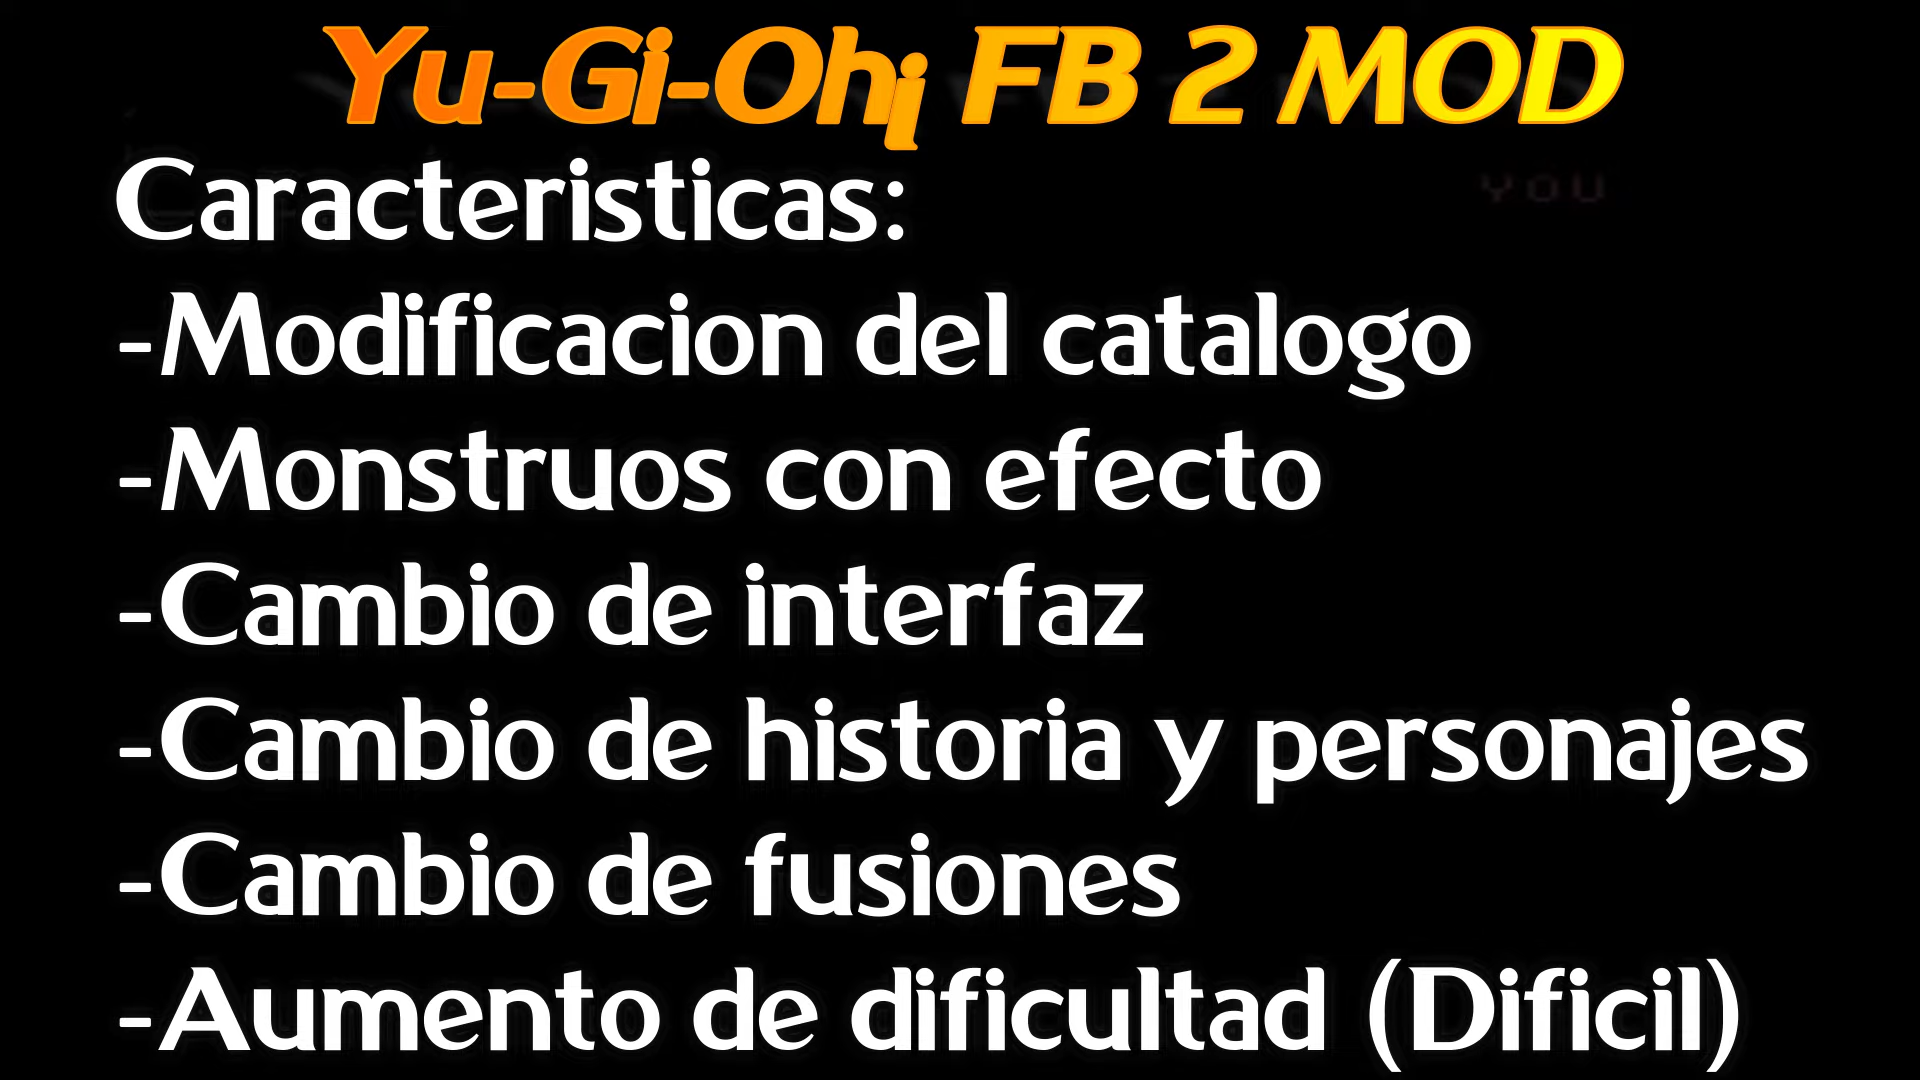 Yu-Gi-Oh¡ FB 2 MOD
Caracteristicas:
YOU
-Modificacion del catalogo
-Monstruos con efecto
-Cambio de interfaz
-Cambio de historia y personajes
-Cambio de fusiones
-Aumento de dificultad (Dificil)